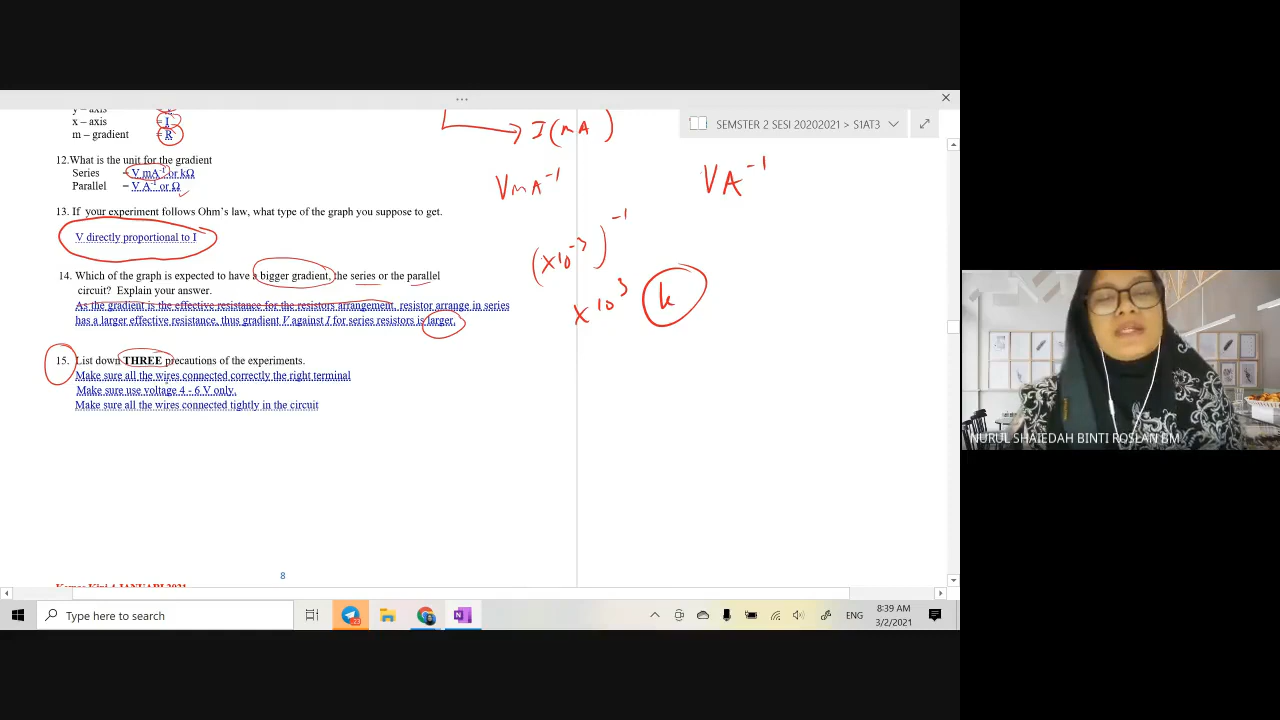 y – axis
x – axis = I
m – gradient = R
I (mA)
SEMSTER 2 SESI 20202021 > S1AT3
12.What is the unit for the gradient
Series = V mA⁻¹ or kΩ
Parallel = V A⁻¹ or Ω
V mA⁻¹
VA⁻¹
13. If your experiment follows Ohm's law, what type of the graph you suppose to get.
V directly proportional to I
(x10⁻³)⁻¹
x10³
k
14. Which of the graph is expected to have a bigger gradient, the series or the parallel
circuit? Explain your answer.
As the gradient is the effective resistance for the resistors arrangement, resistor arrange in series
has a larger effective resistance, thus gradient V against I for series resistors is larger.
15. List down THREE precautions of the experiments.
Make sure all the wires connected correctly the right terminal
Make sure use voltage 4 - 6 V only.
Make sure all the wires connected tightly in the circuit
8
NURUL SHAIEDAH BINTI ROSLAN BM
Type here to search
23
ENG
8:39 AM
3/2/2021